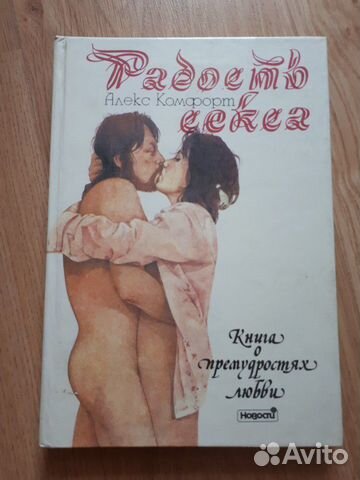 Радость
Алекс Комфорт
секса
Книга
о
премудростях
любви
Новости
Avito